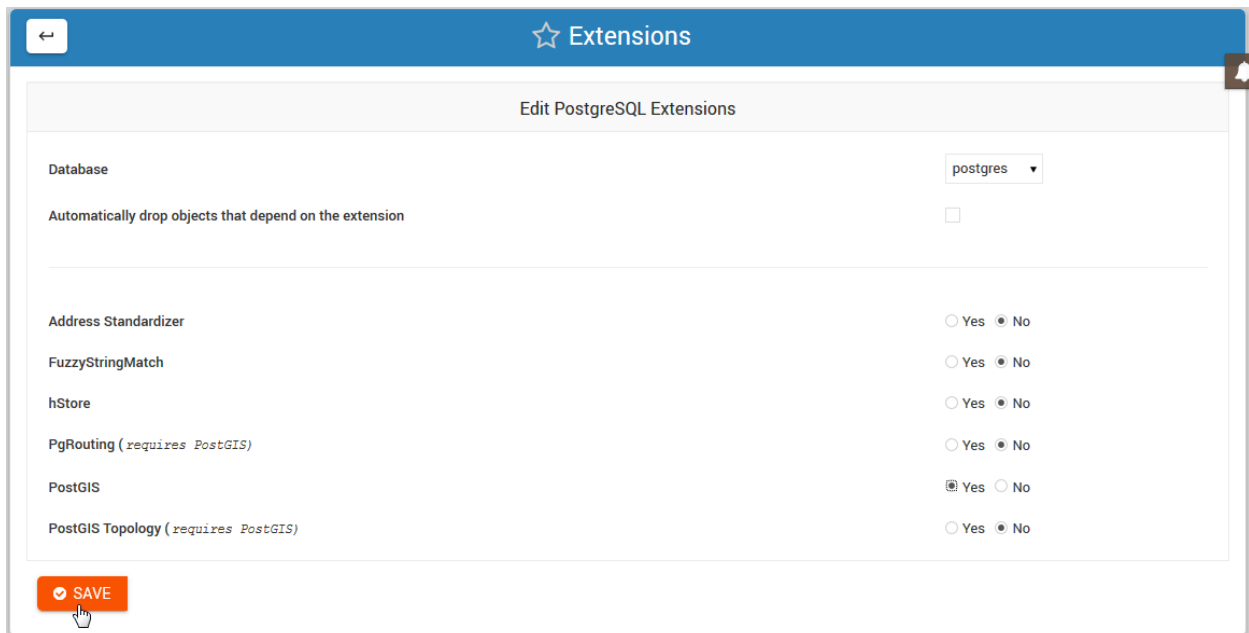 Extensions
Edit PostgreSQL Extensions
Database postgres
Automatically drop objects that depend on the extension
Address Standardizer Yes No
FuzzyStringMatch Yes No
hStore Yes No
PgRouting ( requires PostGIS) Yes No
PostGIS Yes No
PostGIS Topology ( requires PostGIS) Yes No
SAVE